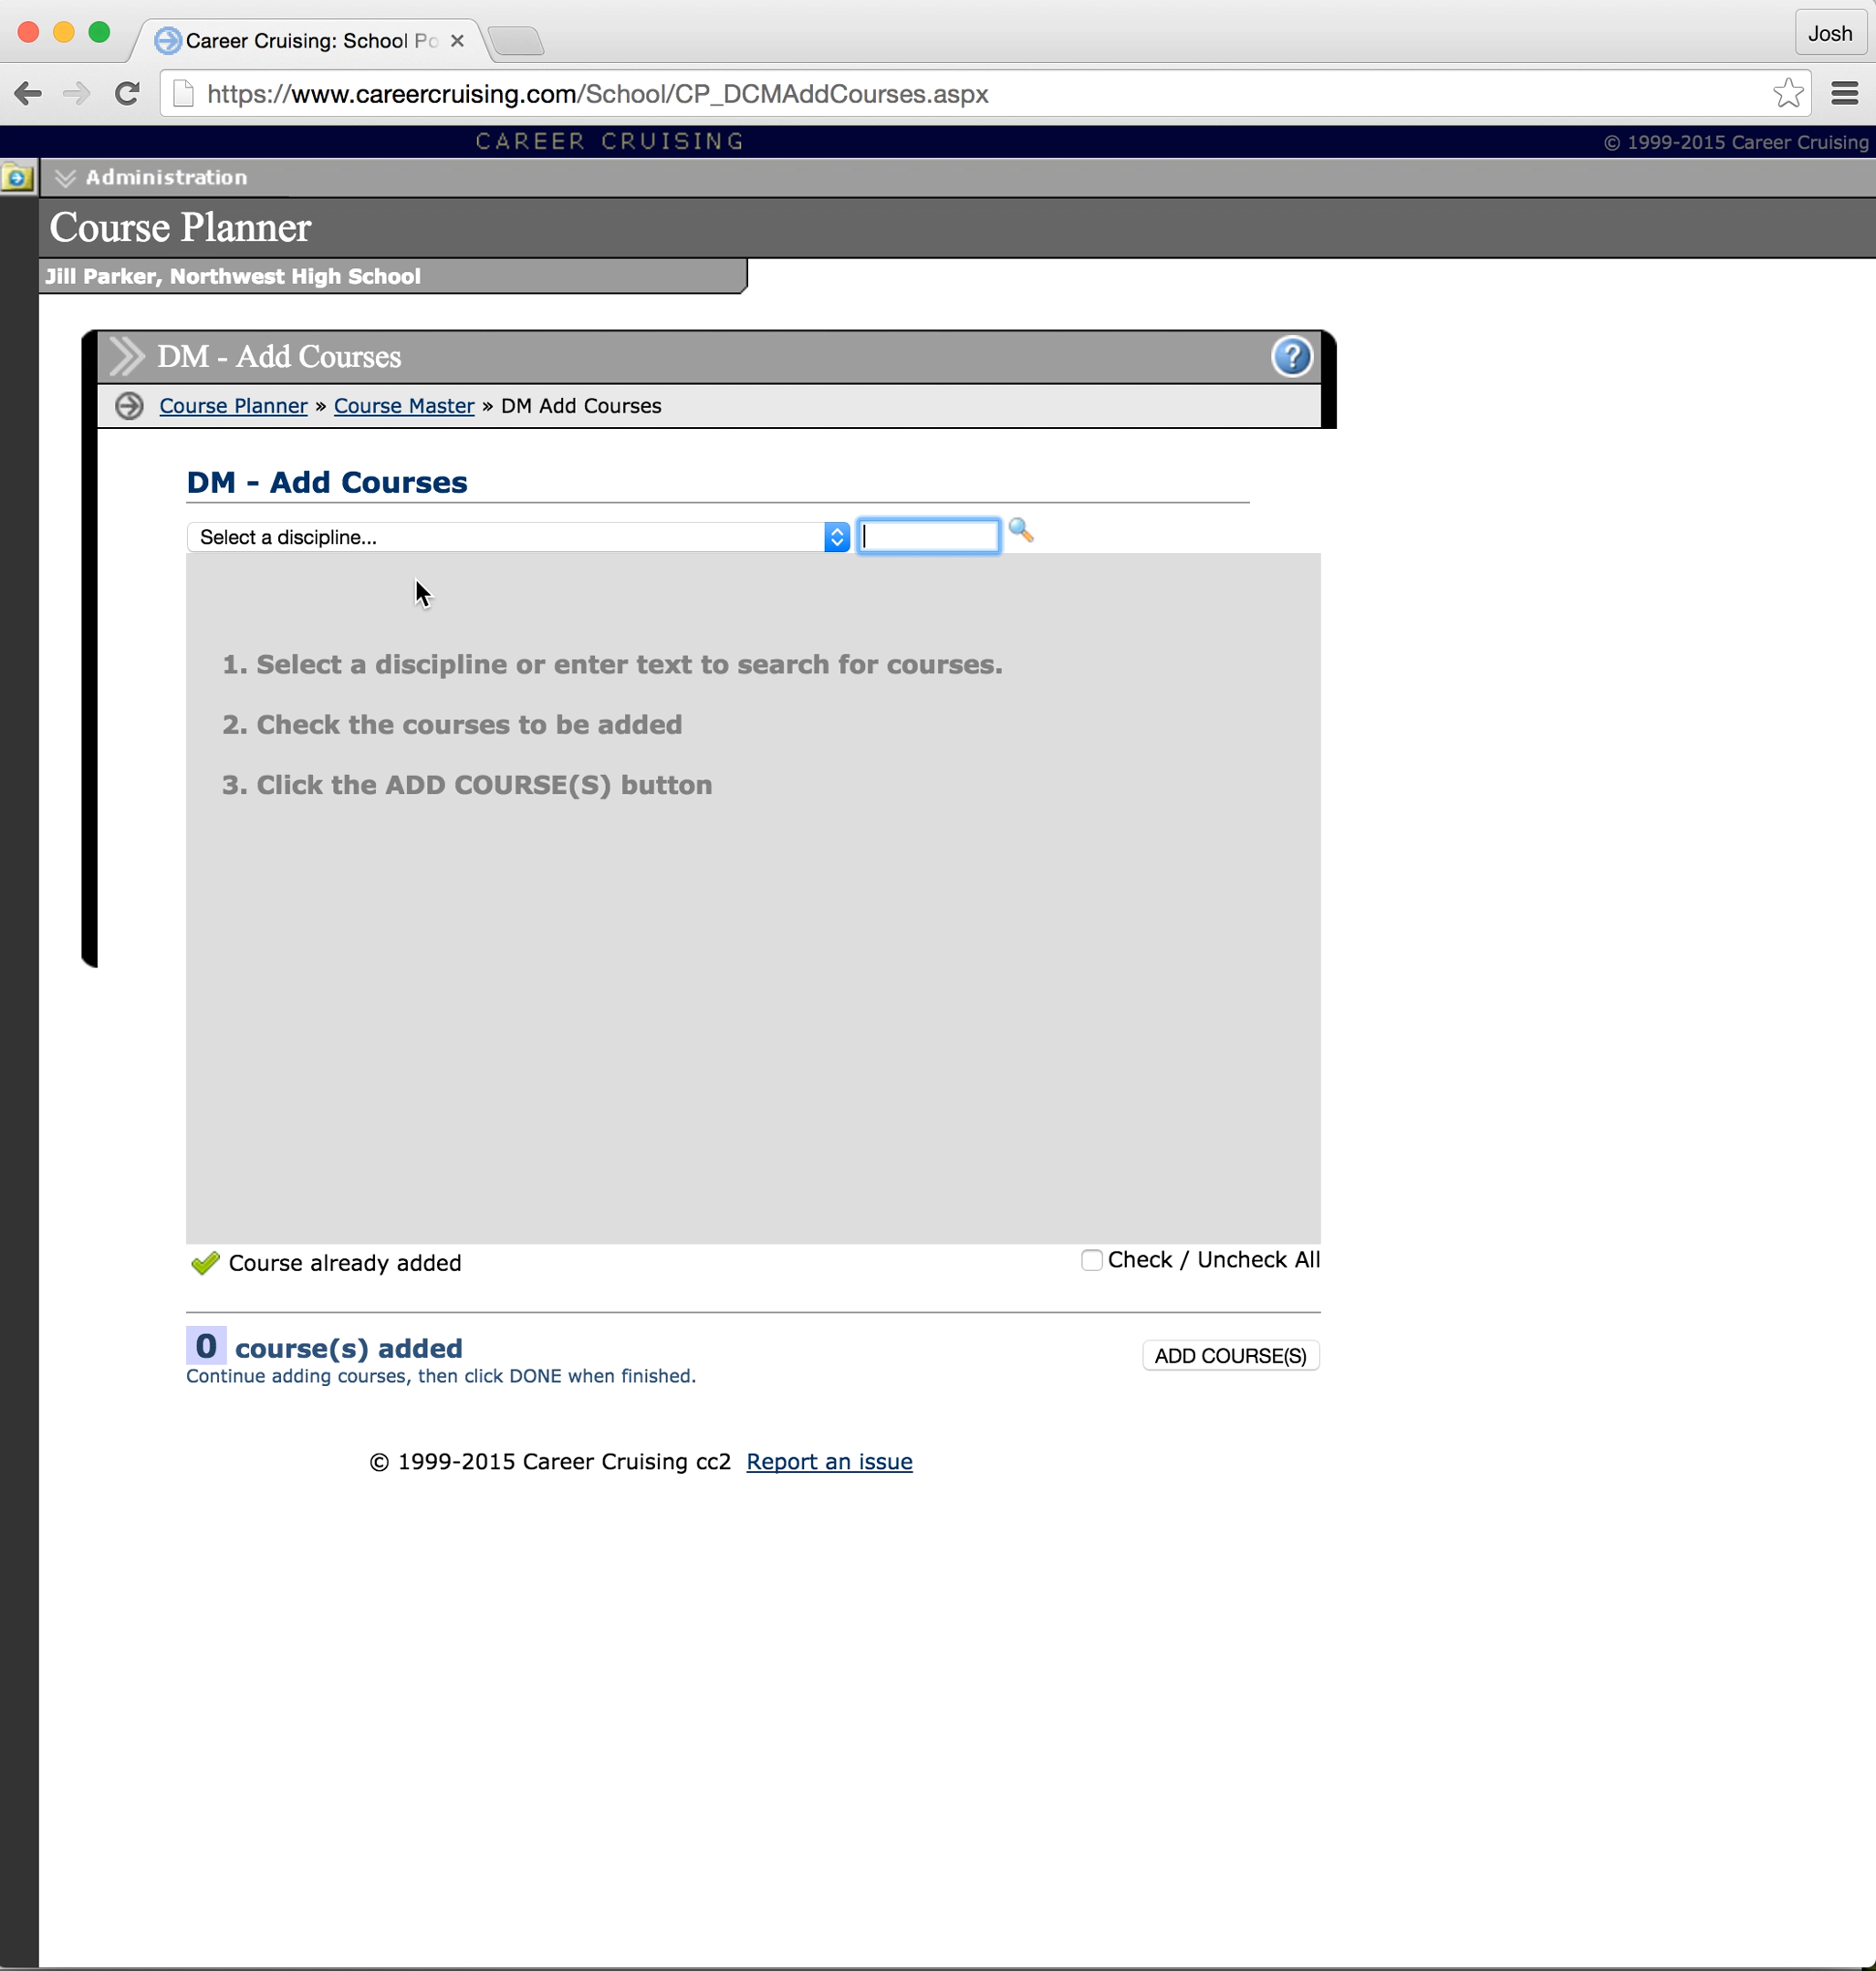 Career Cruising: School Po
Josh
https://www.careercruising.com/School/CP_DCMAddCourses.aspx
CAREER CRUISING
© 1999-2015 Career Cruising
Administration
Course Planner
Jill Parker, Northwest High School
DM - Add Courses
?
Course Planner » Course Master » DM Add Courses
DM - Add Courses
Select a discipline...
1. Select a discipline or enter text to search for courses.
2. Check the courses to be added
3. Click the ADD COURSE(S) button
Course already added
Check / Uncheck All
0 course(s) added
ADD COURSE(S)
Continue adding courses, then click DONE when finished.
© 1999-2015 Career Cruising cc2 Report an issue